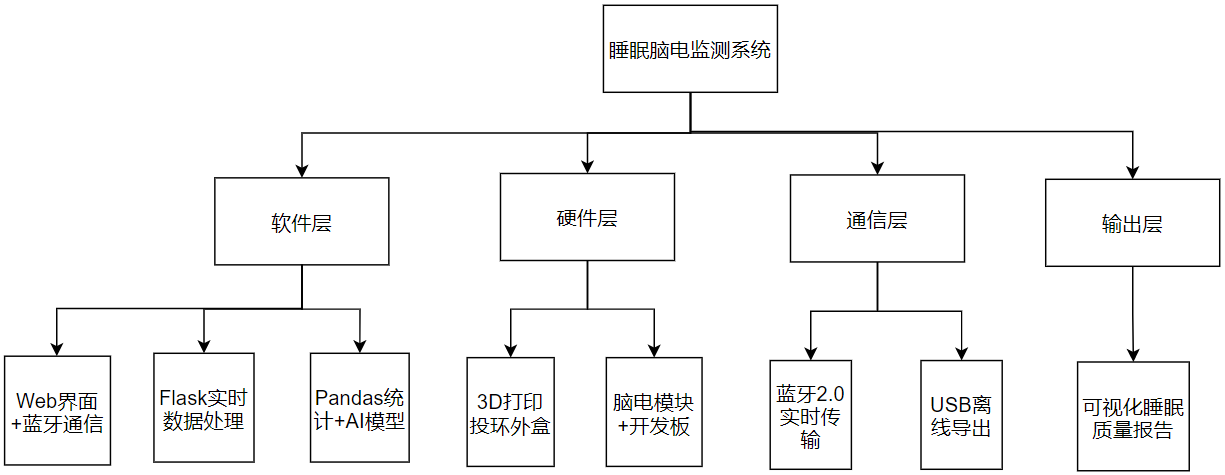 睡眠脑电监测系统
软件层
硬件层
通信层
输出层
Web界面
+蓝牙通信
Flask实时
数据处理
Pandas统
计+AI模型
3D打印
投环外盒
脑电模块
+开发板
蓝牙2.0
实时传
输
USB离
线导出
可视化睡眠
质量报告